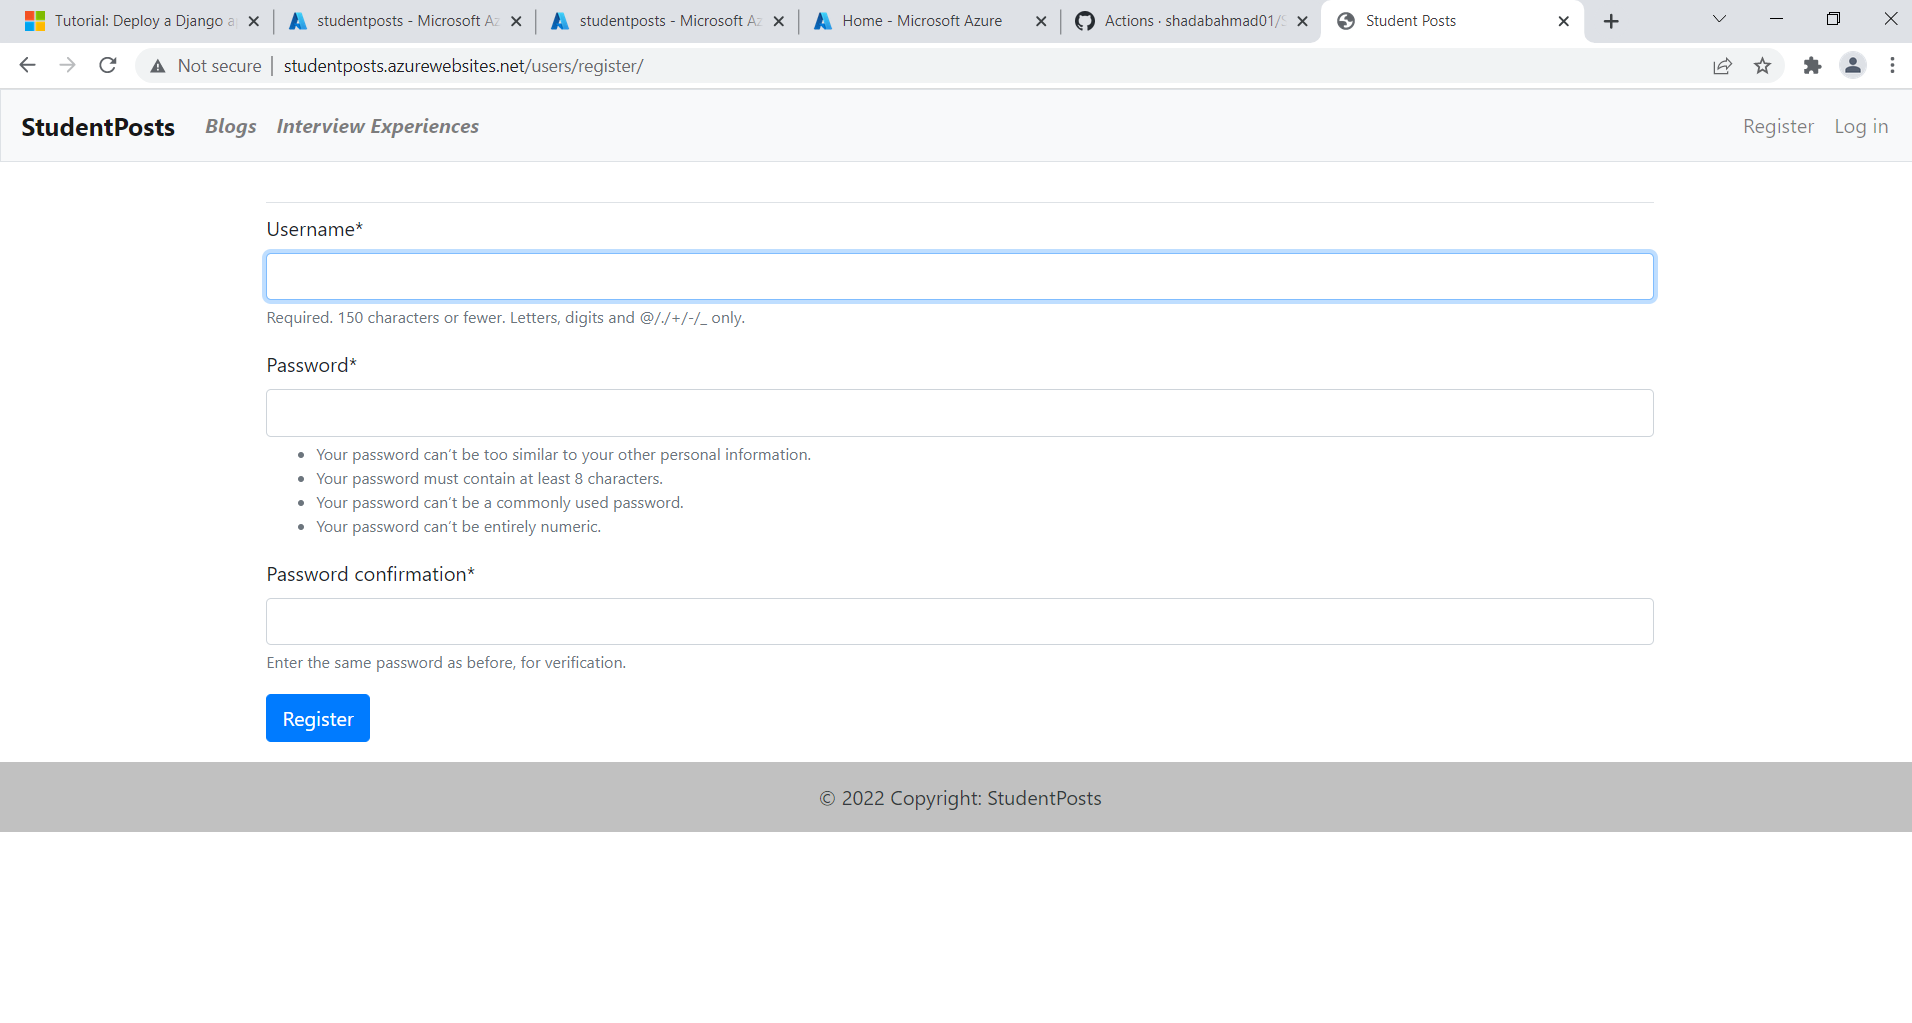 Tutorial: Deploy a Django a
studentposts - Microsoft Az
studentposts - Microsoft Az
Home - Microsoft Azure
Actions · shadabahmad01/S
Student Posts
Not secure
studentposts.azurewebsites.net/users/register/
StudentPosts
Blogs
Interview Experiences
Register
Log in
Username*
Required. 150 characters or fewer. Letters, digits and @/./+/-/_ only.
Password*
Your password can’t be too similar to your other personal information.
Your password must contain at least 8 characters.
Your password can’t be a commonly used password.
Your password can’t be entirely numeric.
Password confirmation*
Enter the same password as before, for verification.
Register
© 2022 Copyright: StudentPosts